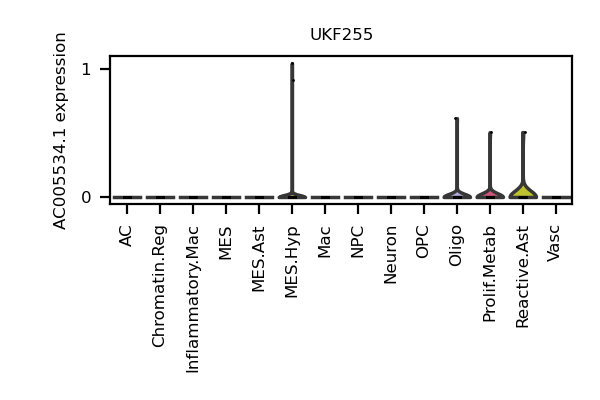 UKF255
AC005534.1 expression
1
0
AC
Chromatin.Reg
Inflammatory.Mac
MES
MES.Ast
MES.Hyp
Mac
NPC
Neuron
OPC
Oligo
Prolif.Metab
Reactive.Ast
Vasc